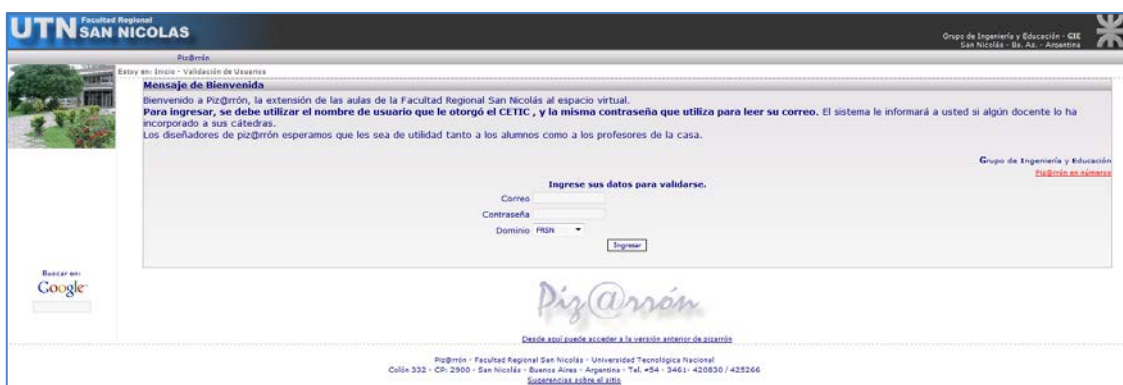 UTN Facultad Regional
SAN NICOLAS
Grupo de Ingeniería y Educación - GIE
San Nicolás - Bs. As. - Argentina
Piz@rrón
Estoy en: Inicio - Validación de Usuarios
Mensaje de Bienvenida
Bienvenido a Piz@rrón, la extensión de las aulas de la Facultad Regional San Nicolás al espacio virtual.
Para ingresar, se debe utilizar el nombre de usuario que le otorgó el CETIC , y la misma contraseña que utiliza para leer su correo. El sistema le informará a usted si algún docente lo ha
incorporado a sus cátedras.
Los diseñadores de piz@rrón esperamos que les sea de utilidad tanto a los alumnos como a los profesores de la casa.
Grupo de Ingeniería y Educación
Piz@rrón en números
Ingrese sus datos para validarse.
Correo
Contraseña
Dominio FRSN
Ingresar
Buscar en:
Google
Piz@rrón
Desde aquí puede acceder a la versión anterior de pizarrón
Piz@rrón - Facultad Regional San Nicolás - Universidad Tecnológica Nacional
Colón 332 - CP: 2900 - San Nicolás - Buenos Aires - Argentina - Tel. +54 - 3461- 420830 / 425266
Sugerencias sobre el sitio